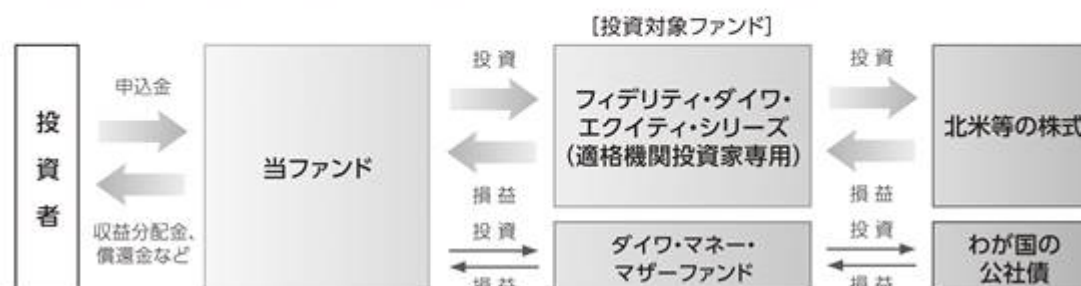 [投資対象ファンド]
投資者
申込金
収益分配金、
償還金など
当ファンド
投資
損益
フィデリティ・ダイワ・
エクイティ・シリーズ
(適格機関投資家専用)
投資
損益
北米等の株式
投資
損益
ダイワ・マネー・
マザーファンド
投資
損益
わが国の
公社債